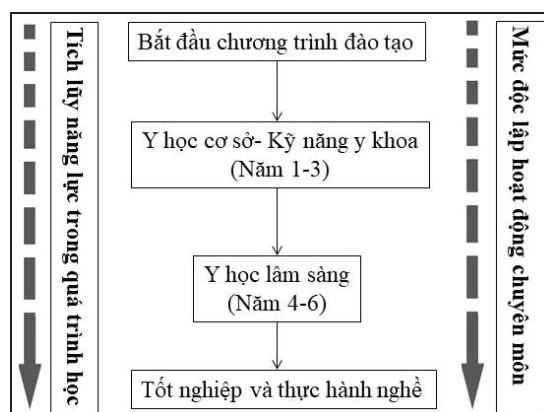 Bắt đầu chương trình đào tạo
Y học cơ sở- Kỹ năng y khoa
(Năm 1-3)
Y học lâm sàng
(Năm 4-6)
Tốt nghiệp và thực hành nghề
Tích lũy năng lực trong quá trình học
Mức độc lập hoạt động chuyên môn